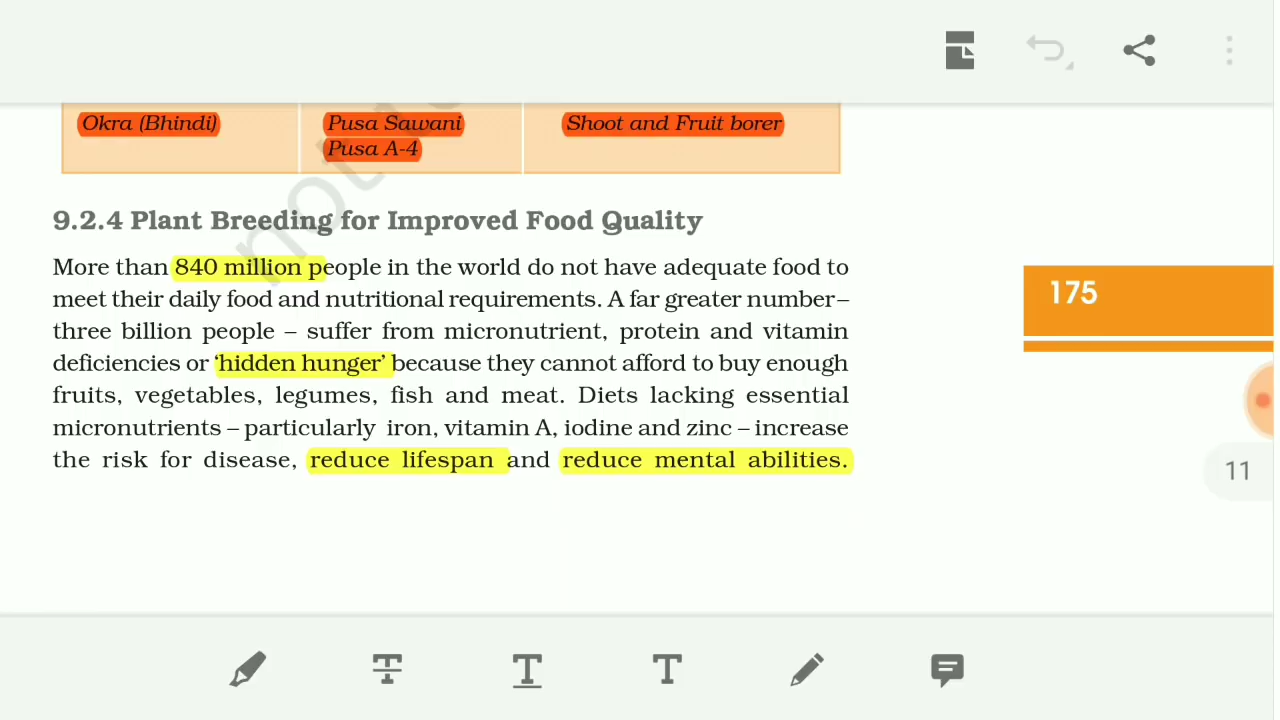 Okra (Bhindi) Pusa Sawani Shoot and Fruit borer
Pusa A-4
9.2.4 Plant Breeding for Improved Food Quality
More than 840 million people in the world do not have adequate food to
meet their daily food and nutritional requirements. A far greater number–
three billion people – suffer from micronutrient, protein and vitamin
deficiencies or ‘hidden hunger’ because they cannot afford to buy enough
fruits, vegetables, legumes, fish and meat. Diets lacking essential
micronutrients – particularly iron, vitamin A, iodine and zinc – increase
the risk for disease, reduce lifespan and reduce mental abilities.
175
11
not